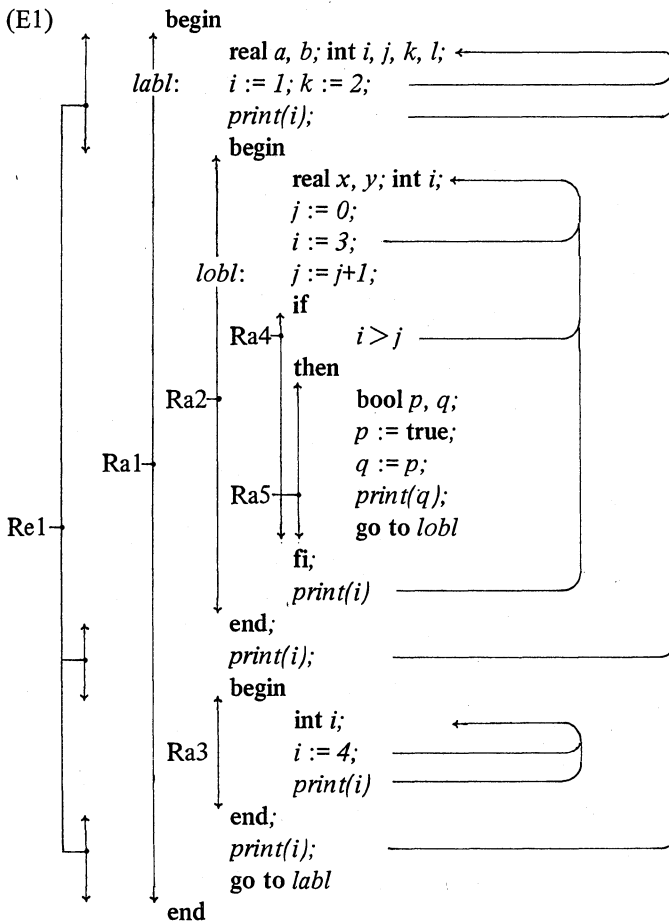 (E1) begin
real a, b; int i, j, k, l;
labl: i := 1; k := 2;
print(i);
begin
real x, y; int i;
j := 0;
i := 3;
lobl: j := j+1;
if
Ra4 i > j
then
Ra2 bool p, q;
p := true;
Ra1 q := p;
Ra5 print(q);
Re1 go to lobl
fi;
print(i)
end;
print(i);
begin
int i;
Ra3 i := 4;
print(i)
end;
print(i);
go to labl
end